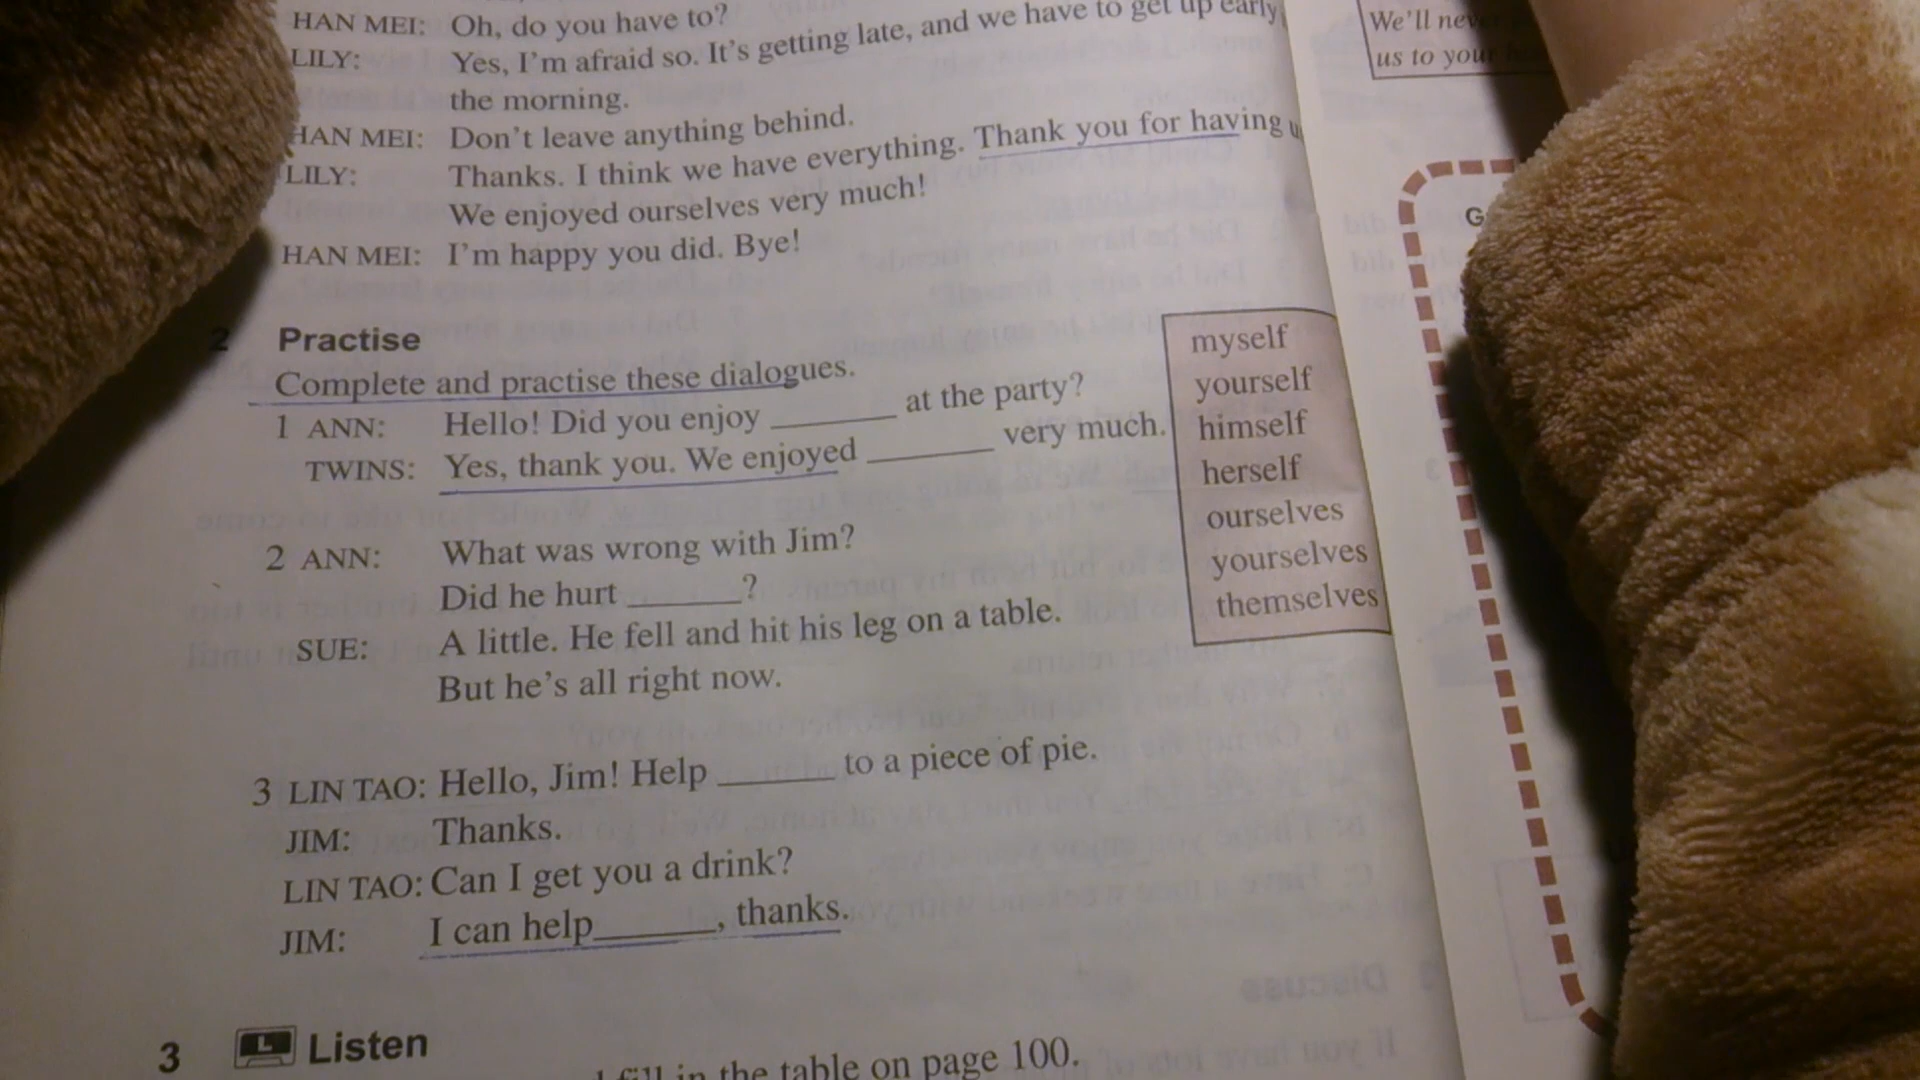 HAN MEI: Oh, do you have to?
LILY: Yes, I'm afraid so. It's getting late, and we have to get up early
the morning.
HAN MEI: Don't leave anything behind.
LILY: Thanks. I think we have everything. Thank you for having
We enjoyed ourselves very much!
HAN MEI: I'm happy you did. Bye!
2 Practise
Complete and practise these dialogues.
1 ANN: Hello! Did you enjoy ______ at the party?
TWINS: Yes, thank you. We enjoyed ______ very much.
2 ANN: What was wrong with Jim?
Did he hurt ______?
SUE: A little. He fell and hit his leg on a table.
But he's all right now.
3 LIN TAO: Hello, Jim! Help ______ to a piece of pie.
JIM: Thanks.
LIN TAO: Can I get you a drink?
JIM: I can help______, thanks.
3 L Listen
fill in the table on page 100.
myself
yourself
himself
herself
ourselves
yourselves
themselves
We'll
us to your